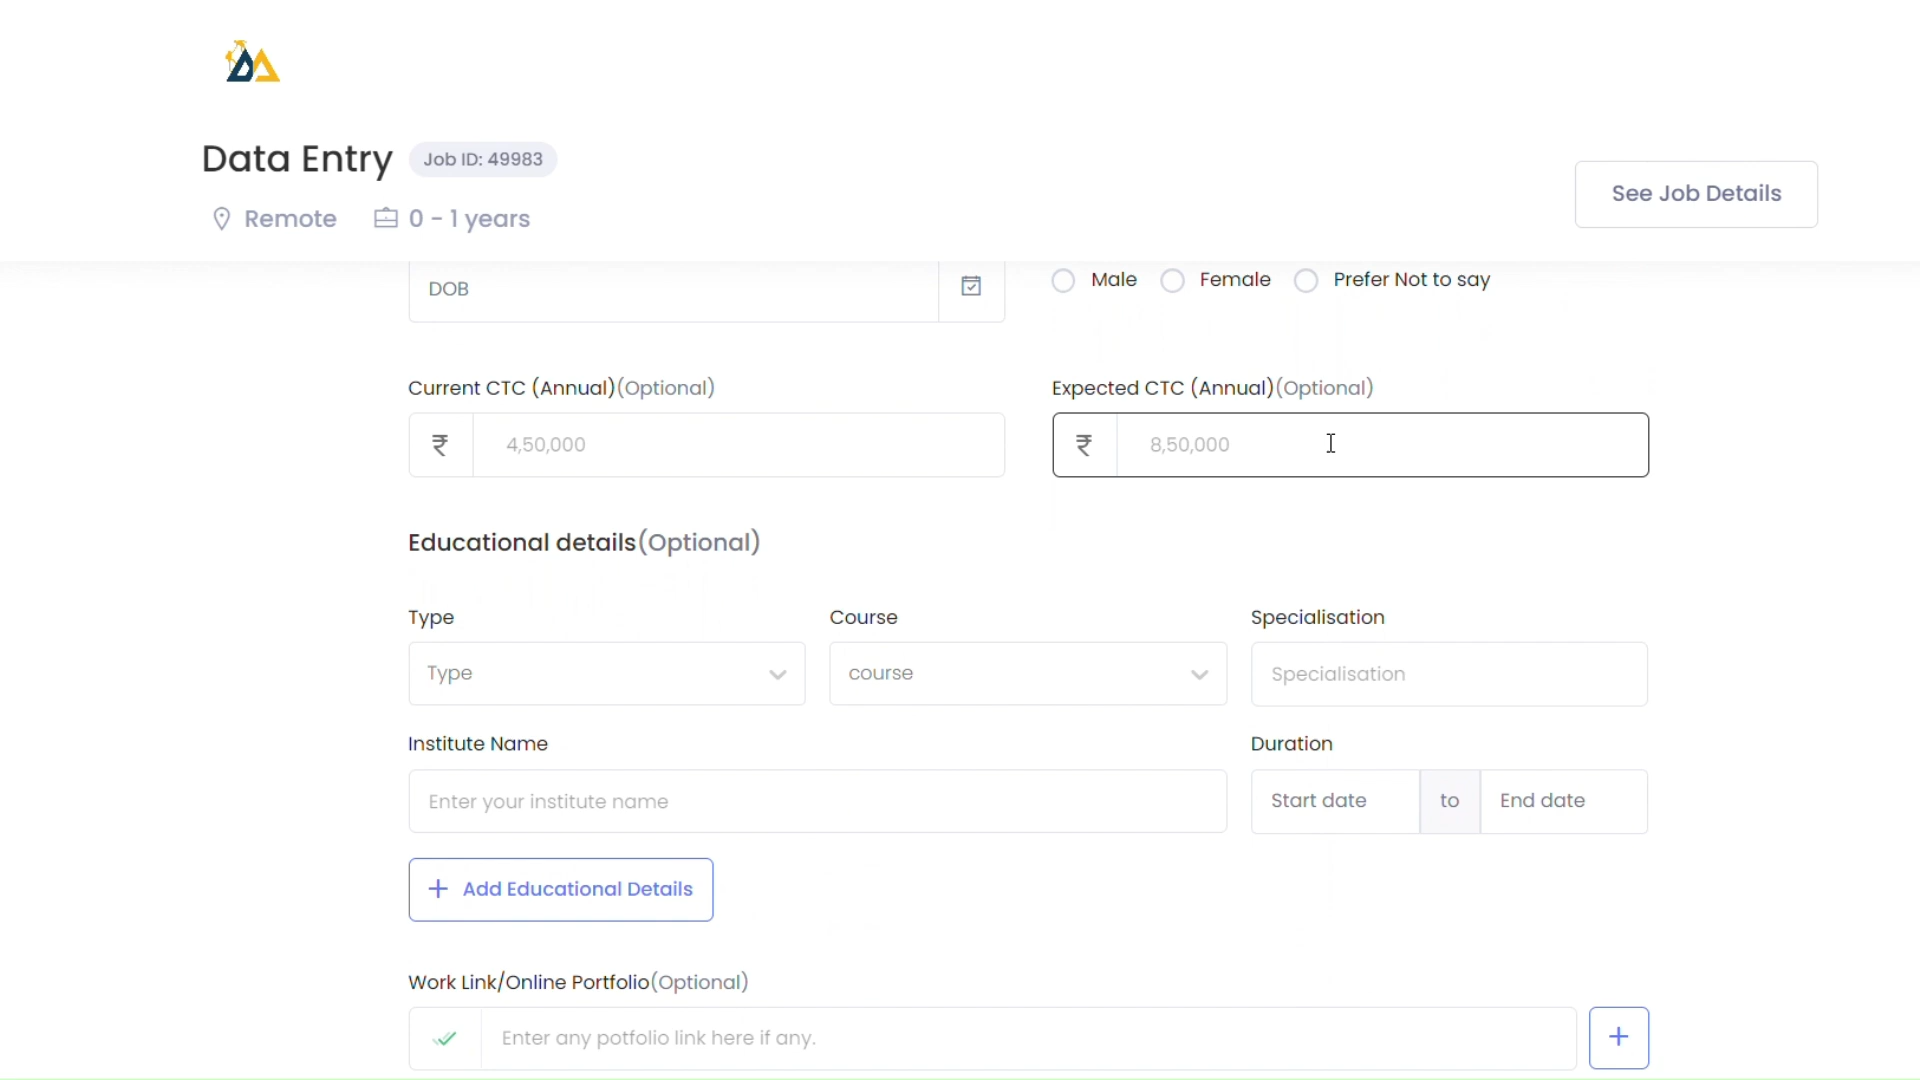 Data Entry Job ID: 49983
See Job Details
Remote 0 - 1 years
DOB
Male Female Prefer Not to say
Current CTC (Annual)(Optional) Expected CTC (Annual)(Optional)
₹ 4,50,000 ₹ 8,50,000
Educational details(Optional)
Type Course Specialisation
Type course Specialisation
Institute Name Duration
Enter your institute name Start date to End date
+ Add Educational Details
Work Link/Online Portfolio(Optional)
Enter any potfolio link here if any. +